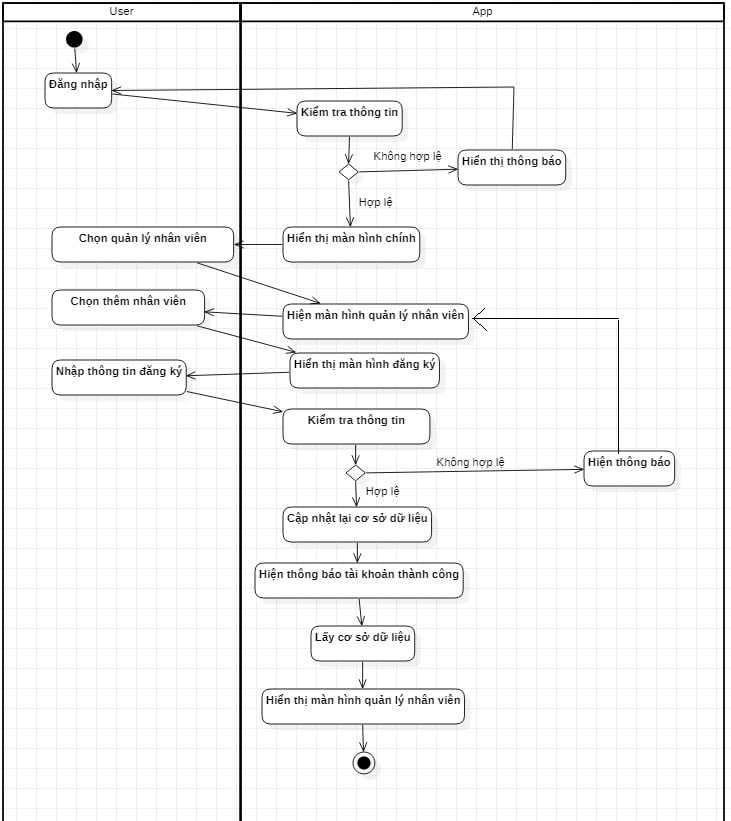 User
App
Đăng nhập
Kiểm tra thông tin
Không hợp lệ
Hiển thị thông báo
Hợp lệ
Chọn quản lý nhân viên
Hiển thị màn hình chính
Chọn thêm nhân viên
Hiện màn hình quản lý nhân viên
Hiển thị màn hình đăng ký
Nhập thông tin đăng ký
Kiểm tra thông tin
Không hợp lệ
Hiện thông báo
Hợp lệ
Cập nhật lại cơ sở dữ liệu
Hiện thông báo tài khoản thành công
Lấy cơ sở dữ liệu
Hiển thị màn hình quản lý nhân viên